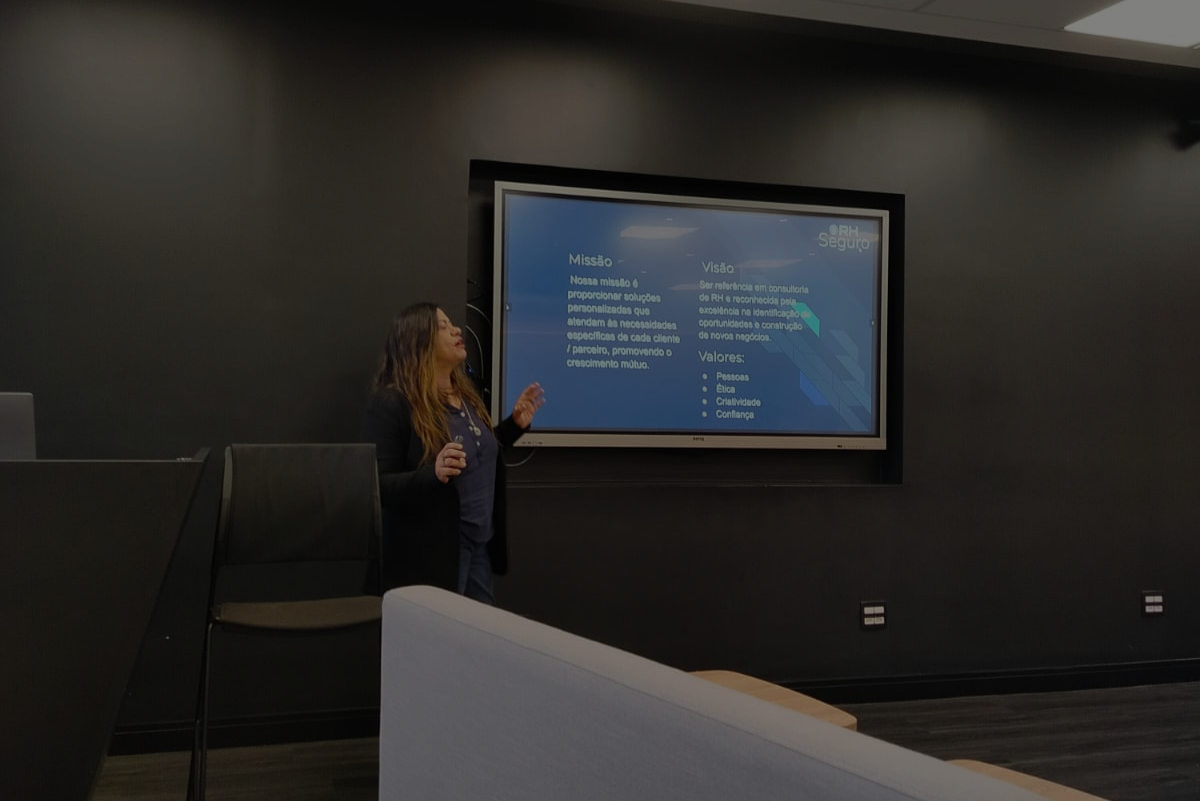 RH
Seguro
Missão
Nossa missão é
proporcionar soluções
personalizadas que
atendam às necessidades
específicas de cada cliente
/ parceiro, promovendo o
crescimento mútuo.
Visão
Ser referência em consultoria
de RH e reconhecida pela
excelência na identificação de
oportunidades e construção
de novos negócios.
Valores:
Pessoas
Ética
Criatividade
Confiança
BenQ